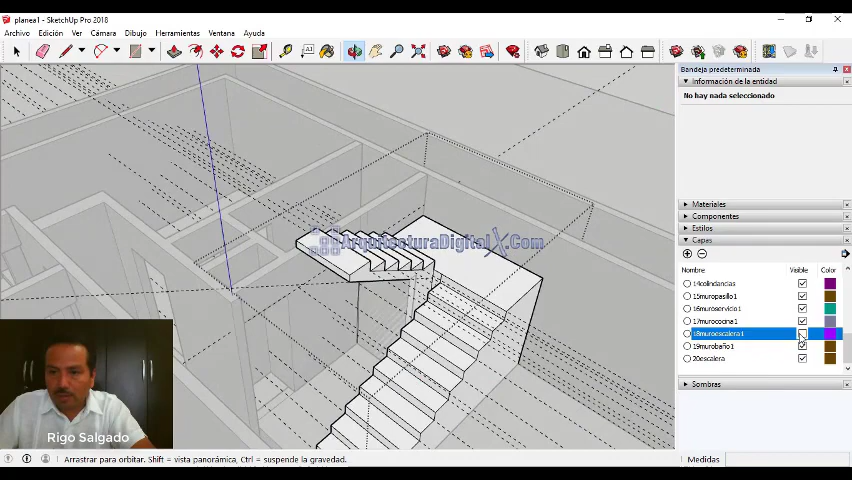 planea1 - SketchUp Pro 2018
Archivo Edición Ver Cámara Dibujo Herramientas Ventana Ayuda
Bandeja predeterminada
Información de la entidad
No hay nada seleccionado
Materiales
Componentes
Estilos
Capas
Nombre Visible Color
14colindancias
15muropasillo1
16muroservicio1
17murococina1
18muroescalera1
19murobaño1
20escalera
Sombras
ArquitecturaDigitalX.Com
Rigo Salgado
Arrastrar para orbitar. Shift = vista panorámica, Ctrl = suspende la gravedad.
Medidas